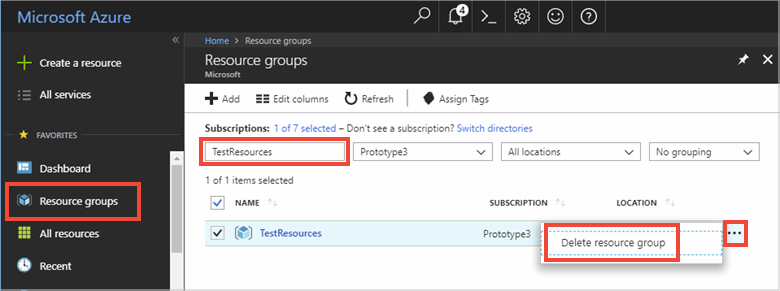 Microsoft Azure
4
Create a resource
All services
FAVORITES
Dashboard
Resource groups
All resources
Recent
Home > Resource groups
Resource groups
Microsoft
Add Edit columns Refresh Assign Tags
Subscriptions: 1 of 7 selected – Don't see a subscription? Switch directories
TestResources Prototype3 All locations No grouping
1 of 1 items selected
NAME SUBSCRIPTION LOCATION
TestResources Prototype3
Delete resource group